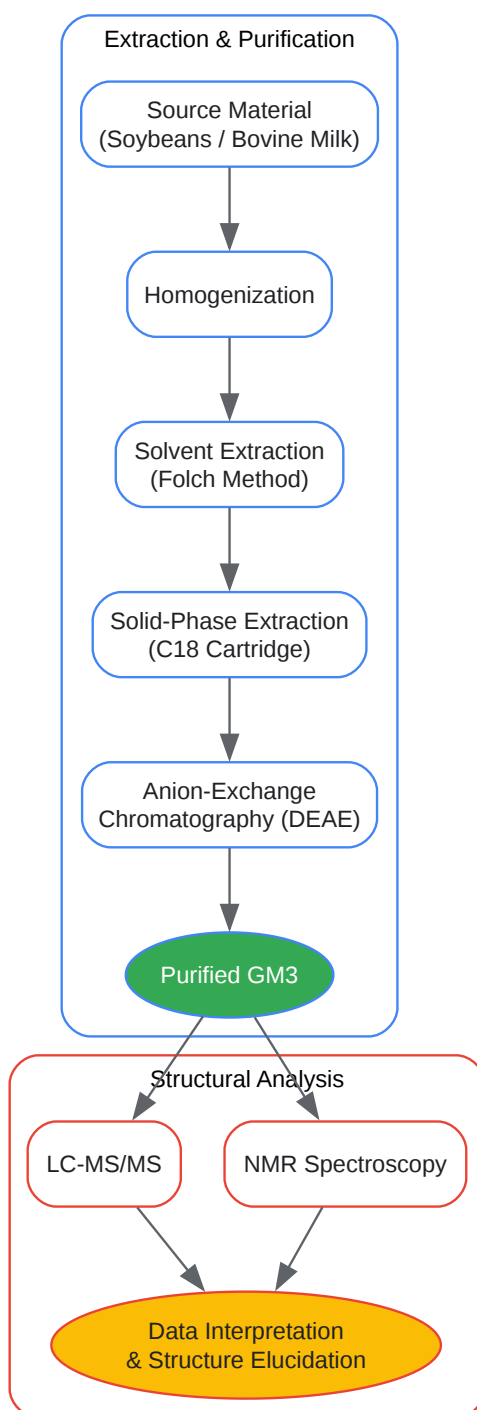 Extraction & Purification
Source Material
(Soybeans / Bovine Milk)
Homogenization
Solvent Extraction
(Folch Method)
Solid-Phase Extraction
(C18 Cartridge)
Anion-Exchange
Chromatography (DEAE)
Purified GM3
Structural Analysis
LC-MS/MS
NMR Spectroscopy
Data Interpretation
& Structure Elucidation